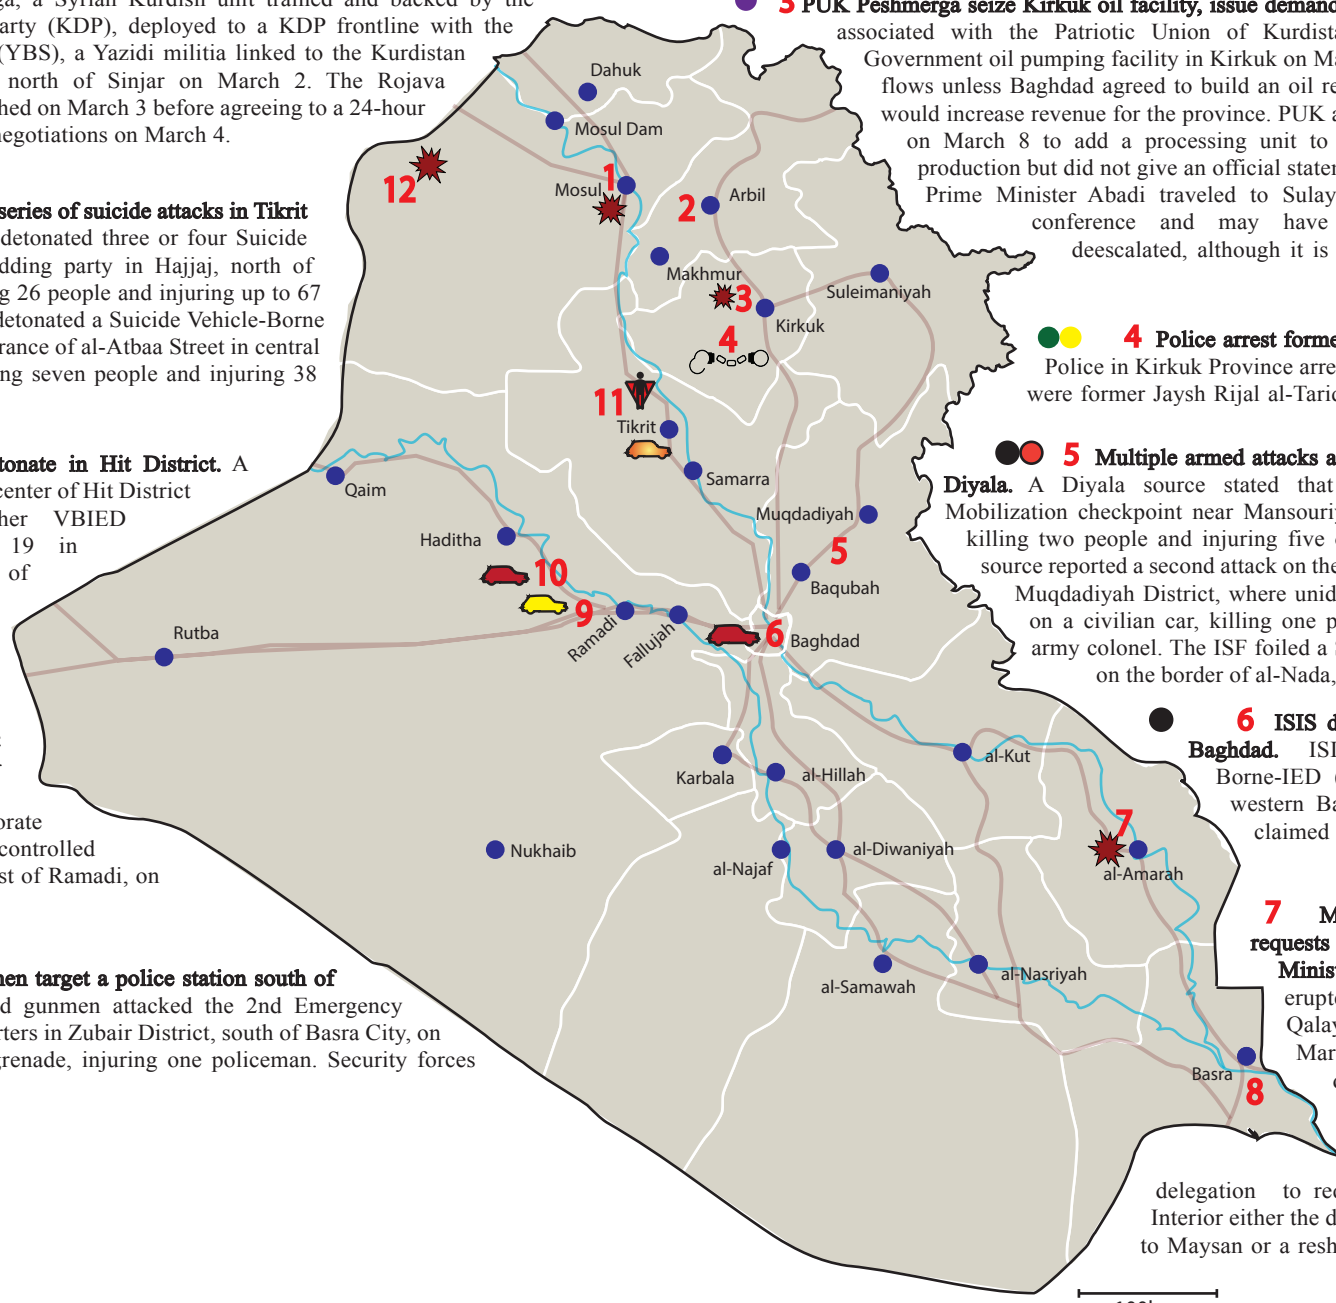 ga, a Syrian Kurdish unit trained and backed by the
arty (KDP), deployed to a KDP frontline with the
(YBS), a Yazidi militia linked to the Kurdistan
north of Sinjar on March 2. The Rojava
hed on March 3 before agreeing to a 24-hour
negotiations on March 4.
series of suicide attacks in Tikrit
detonated three or four Suicide
dding party in Hajjaj, north of
g 26 people and injuring up to 67
detonated a Suicide Vehicle-Borne
rance of al-Atbaa Street in central
ng seven people and injuring 38
tonate in Hit District. A
center of Hit District
her VBIED
19 in
of
orate
controlled
st of Ramadi, on
men target a police station south of
d gunmen attacked the 2nd Emergency
rters in Zubair District, south of Basra City, on
grenade, injuring one policeman. Security forces
3 PUK Peshmerga seize Kirkuk oil facility, issue demand
associated with the Patriotic Union of Kurdista
Government oil pumping facility in Kirkuk on Ma
flows unless Baghdad agreed to build an oil re
would increase revenue for the province. PUK a
on March 8 to add a processing unit to
production but did not give an official staten
Prime Minister Abadi traveled to Sulay
conference and may have
deescalated, although it is
4 Police arrest forme
Police in Kirkuk Province arre
were former Jaysh Rijal al-Tariq
5 Multiple armed attacks a
Diyala. A Diyala source stated that
Mobilization checkpoint near Mansouriy
killing two people and injuring five
source reported a second attack on the
Muqdadiyah District, where unid
on a civilian car, killing one p
army colonel. The ISF foiled a
on the border of al-Nada,
6 ISIS d
Baghdad. ISI
Borne-IED (
western Ba
claimed
7 M
requests
Minis
erupte
Qalay
Mar
delegation to rec
Interior either the d
to Maysan or a resh
Dahuk
Mosul Dam
12
1
Mosul
2
Arbil
Makhmur
3
Suleimaniyah
Kirkuk
4
11
Tikrit
Samarra
Qaim
Muqdadiyah
Haditha
5
10
Baqubah
9
Ramadi
Fallujah
6
Baghdad
Rutba
al-Kut
Karbala
al-Hillah
7
Nukhaib
al-Diwaniyah
al-Najaf
al-Amarah
al-Nasriyah
al-Samawah
Basra
8